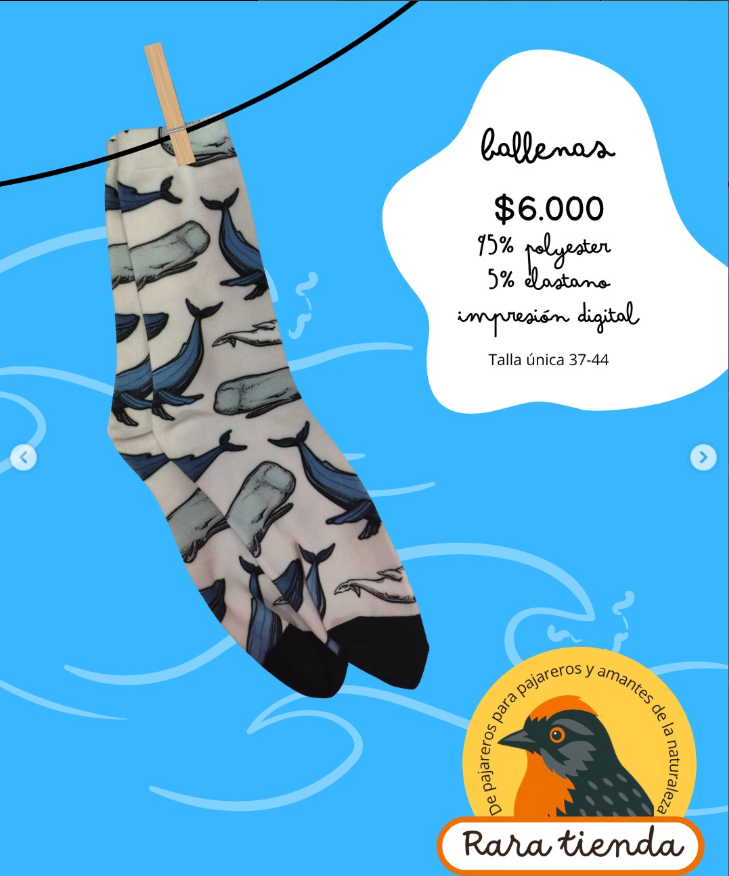 ballenas
$6.000
95% polyester
5% elastano
impresión digital
Talla única 37-44
De pajareros para pajareros y amantes de la naturaleza
Rara tienda